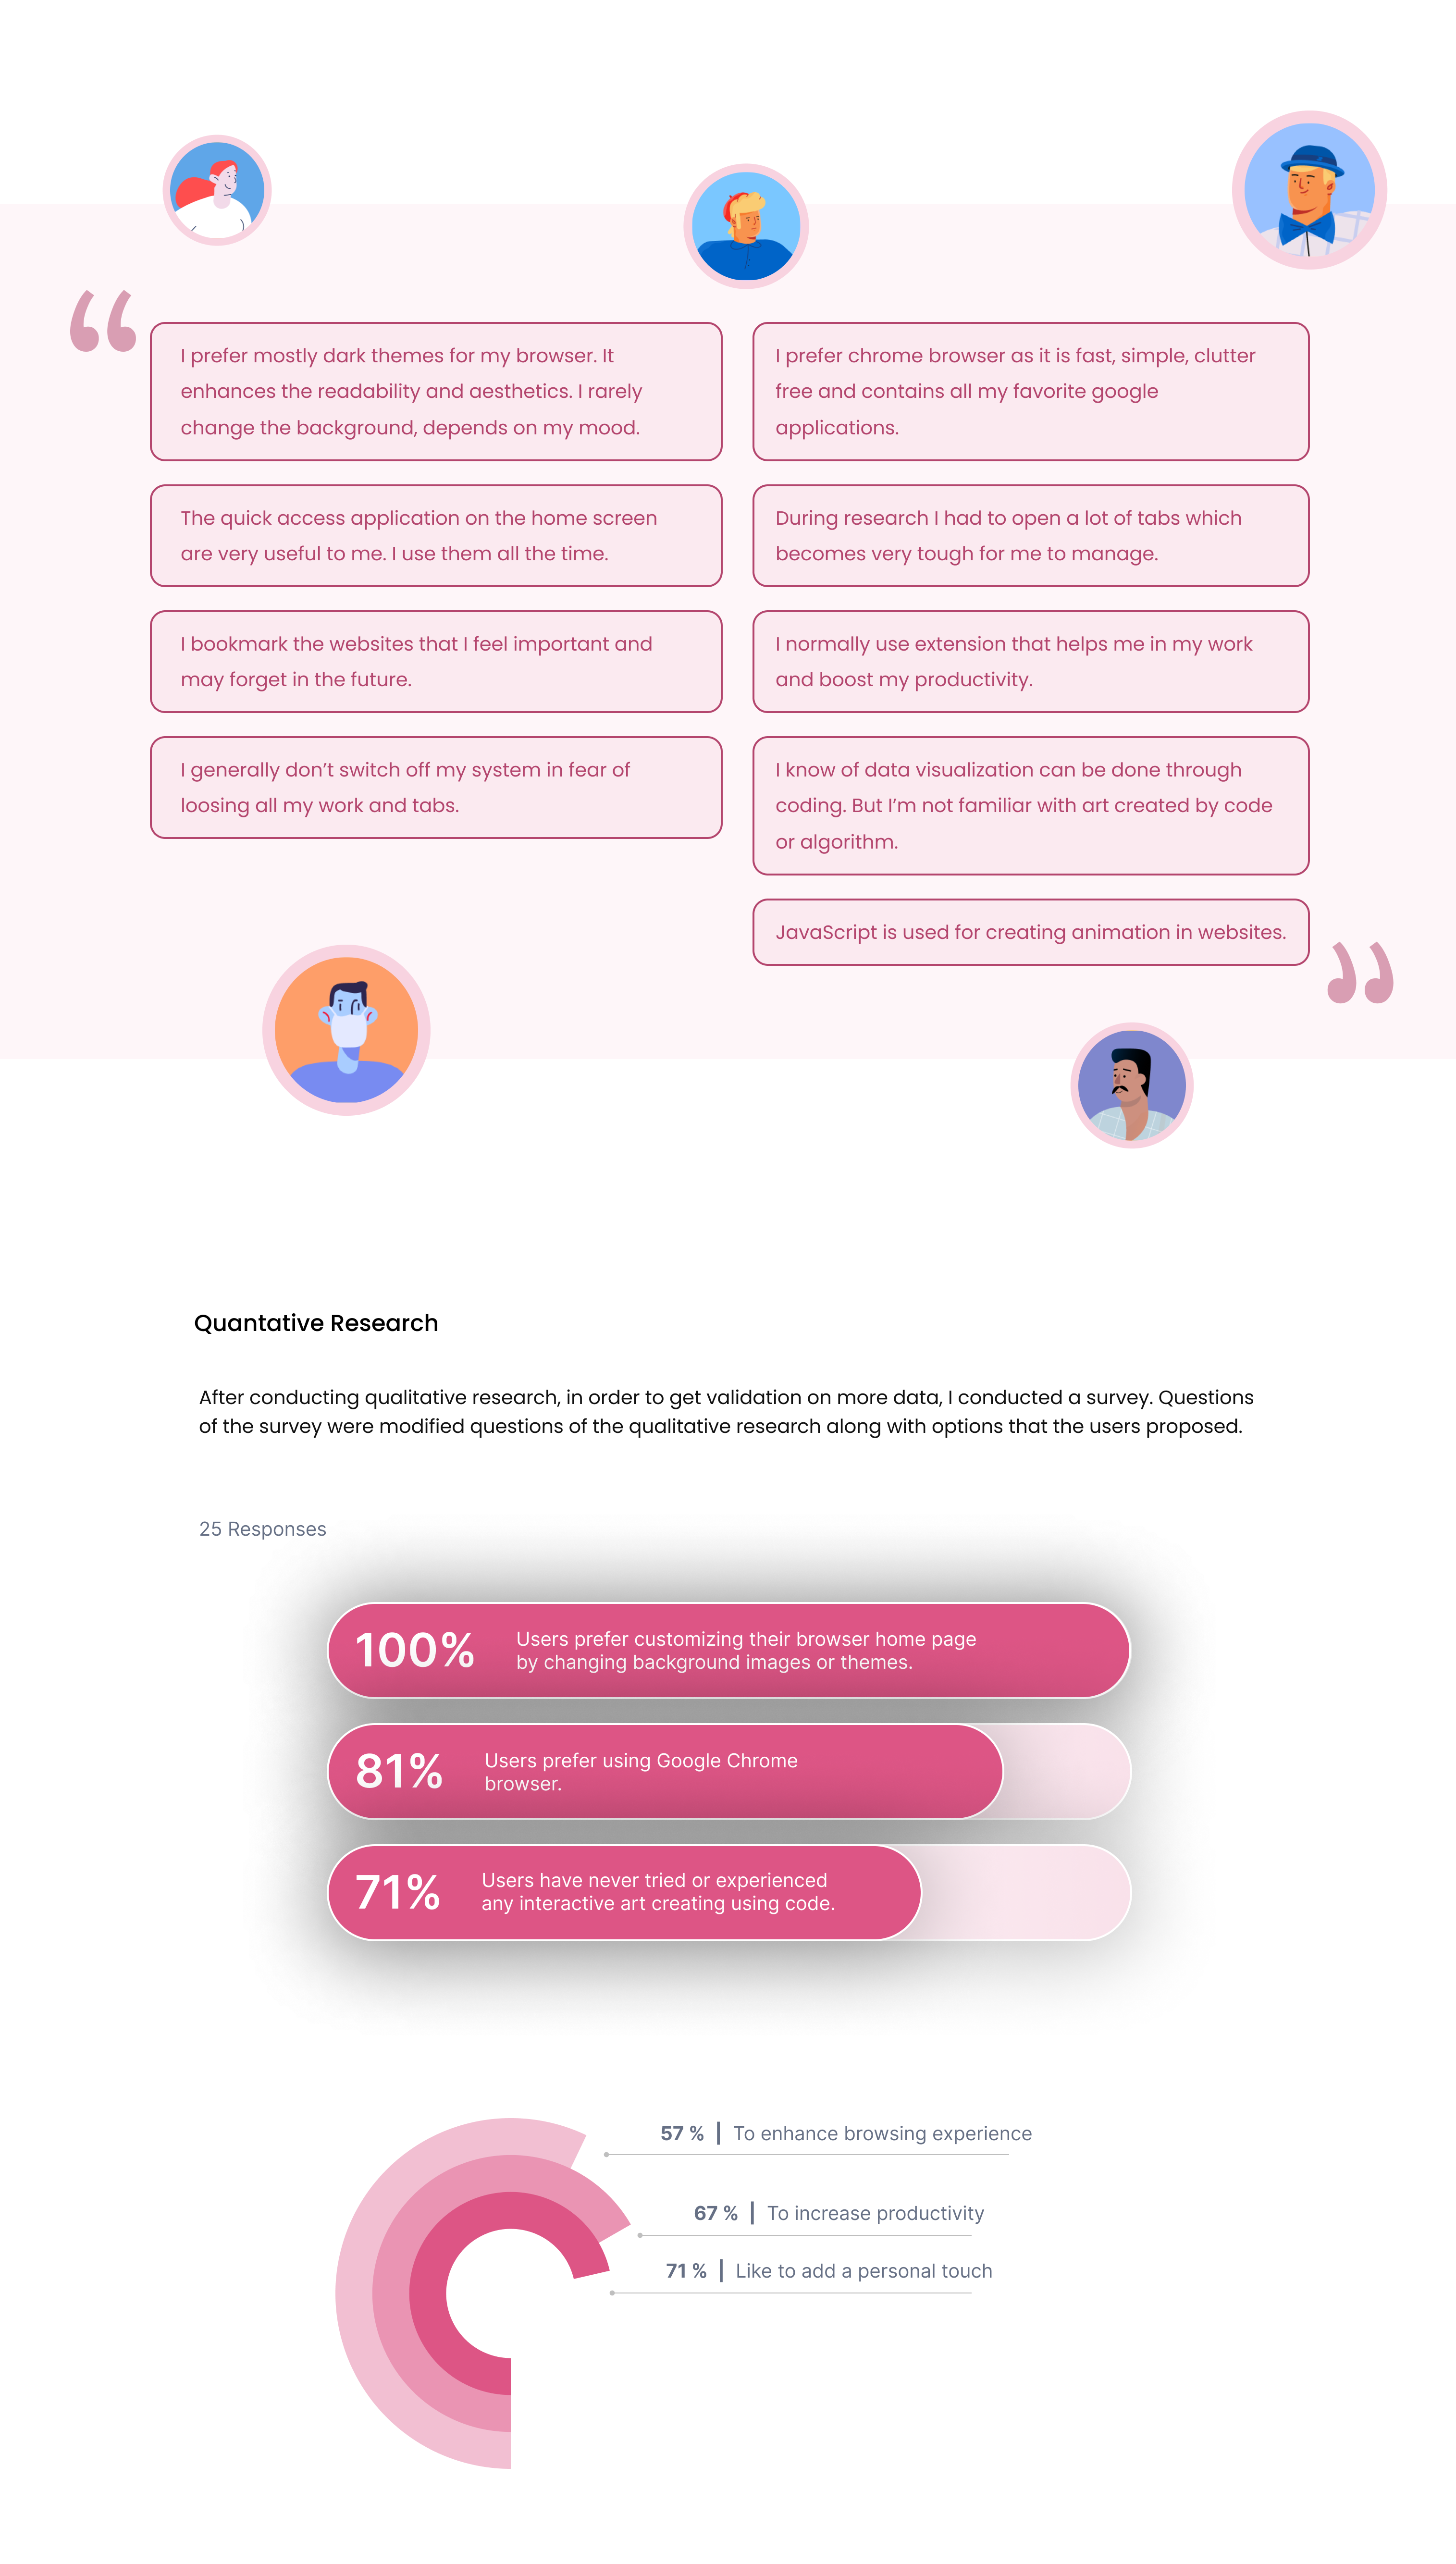 “
I prefer mostly dark themes for my browser. It
enhances the readability and aesthetics. I rarely
change the background, depends on my mood.
The quick access application on the home screen
are very useful to me. I use them all the time.
I bookmark the websites that I feel important and
may forget in the future.
I generally don’t switch off my system in fear of
loosing all my work and tabs.
I prefer chrome browser as it is fast, simple, clutter
free and contains all my favorite google
applications.
During research I had to open a lot of tabs which
becomes very tough for me to manage.
I normally use extension that helps me in my work
and boost my productivity.
I know of data visualization can be done through
coding. But I’m not familiar with art created by code
or algorithm.
JavaScript is used for creating animation in websites.
”
Quantative Research
After conducting qualitative research, in order to get validation on more data, I conducted a survey. Questions
of the survey were modified questions of the qualitative research along with options that the users proposed.
25 Responses
100%
Users prefer customizing their browser home page
by changing background images or themes.
81%
Users prefer using Google Chrome
browser.
71%
Users have never tried or experienced
any interactive art creating using code.
57 % | To enhance browsing experience
67 % | To increase productivity
71 % | Like to add a personal touch